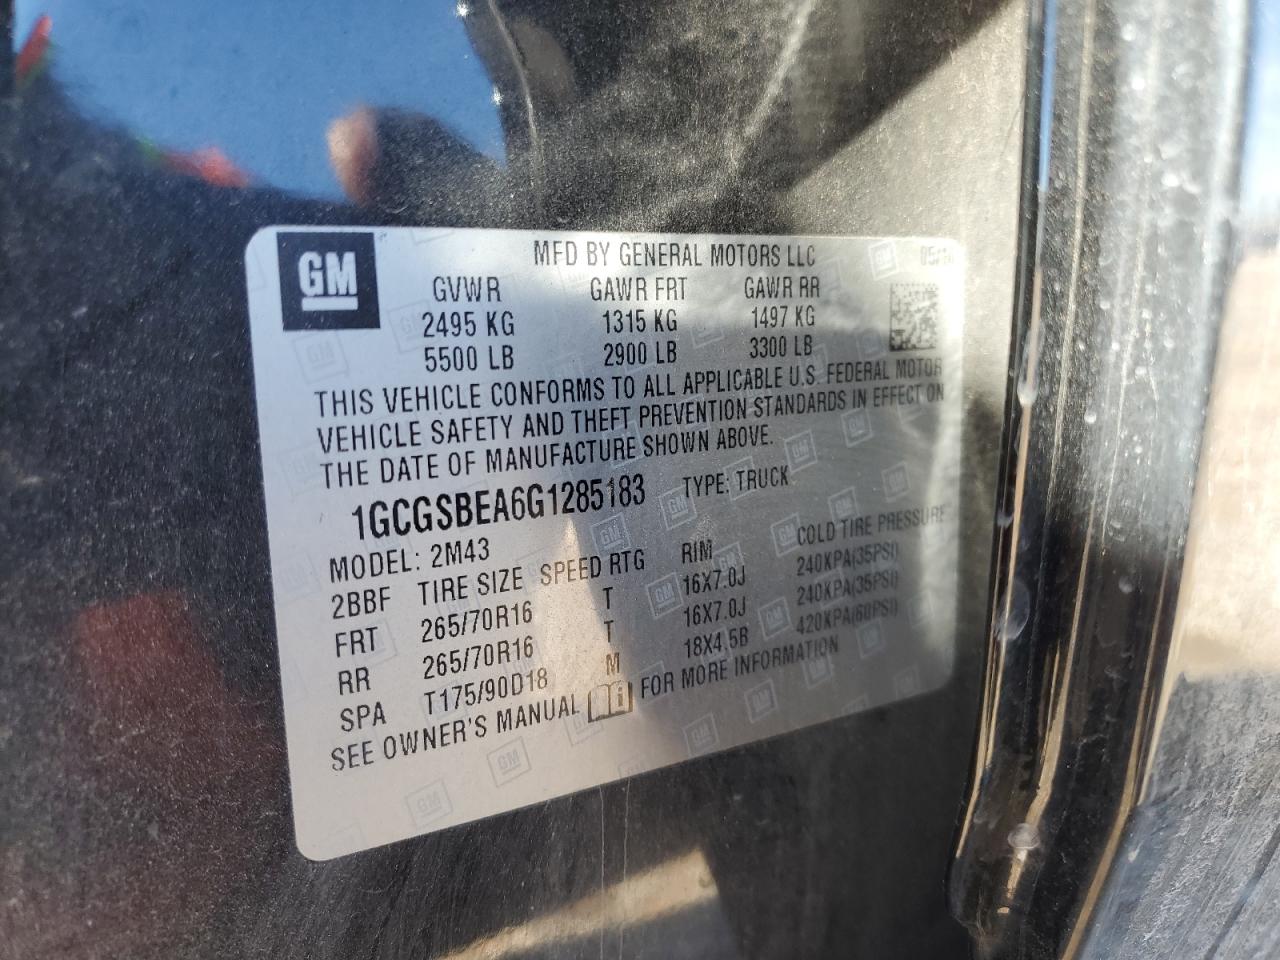 GM
MFD BY GENERAL MOTORS LLC
GVWR GAWR FRT GAWR RR
2495 KG 1315 KG 1497 KG
5500 LB 2900 LB 3300 LB
THIS VEHICLE CONFORMS TO ALL APPLICABLE U.S. FEDERAL MOTOR
VEHICLE SAFETY AND THEFT PREVENTION STANDARDS IN EFFECT ON
THE DATE OF MANUFACTURE SHOWN ABOVE.
1GCGSBEA6G1285183 TYPE: TRUCK
MODEL: 2M43
2BBF TIRE SIZE SPEED RTG RIM COLD TIRE PRESSURE
FRT 265/70R16 T 16X7.0J 240KPA(35PSI)
RR 265/70R16 T 16X7.0J 240KPA(35PSI)
SPA T175/90D18 M 18X4.5B 420KPA(60PSI)
SEE OWNER'S MANUAL i FOR MORE INFORMATION